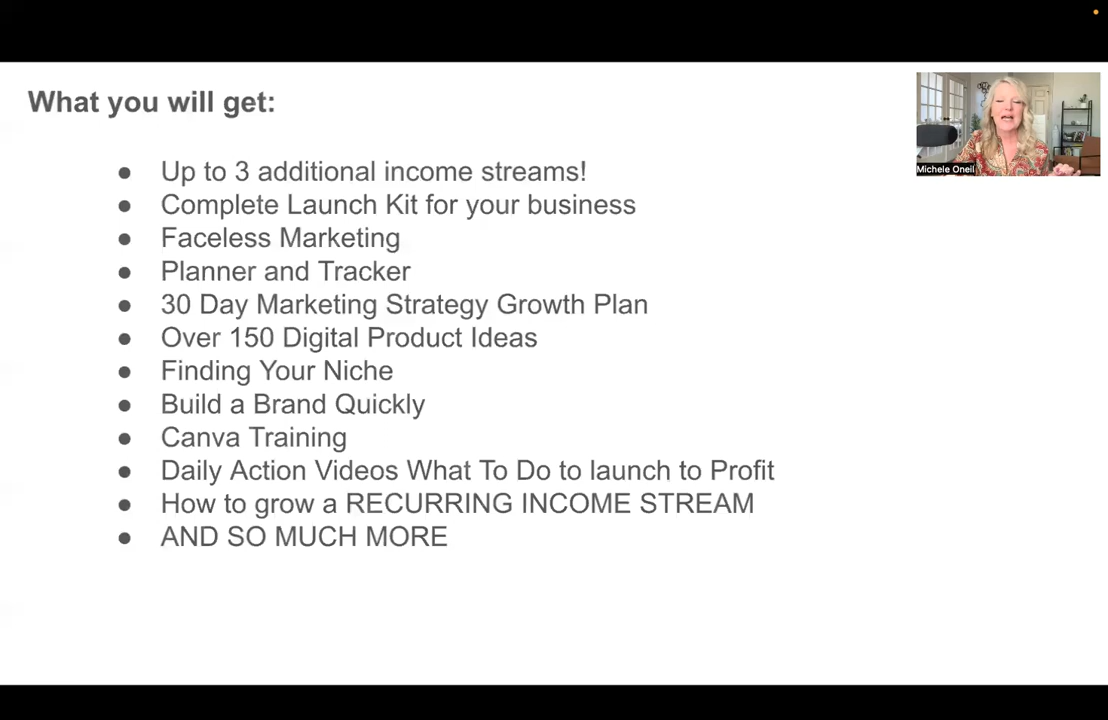 What you will get:
Michele Oneil
● Up to 3 additional income streams!
● Complete Launch Kit for your business
● Faceless Marketing
● Planner and Tracker
● 30 Day Marketing Strategy Growth Plan
● Over 150 Digital Product Ideas
● Finding Your Niche
● Build a Brand Quickly
● Canva Training
● Daily Action Videos What To Do to launch to Profit
● How to grow a RECURRING INCOME STREAM
● AND SO MUCH MORE